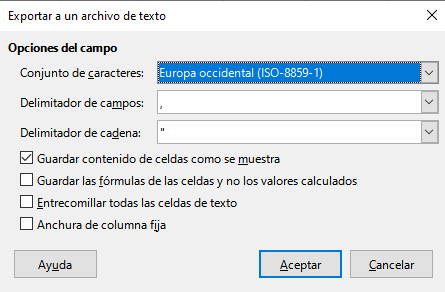 Exportar a un archivo de texto
Opciones del campo
Conjunto de caracteres: Europa occidental (ISO-8859-1)
Delimitador de campos: ,
Delimitador de cadena: "
Guardar contenido de celdas como se muestra
Guardar las fórmulas de las celdas y no los valores calculados
Entrecomillar todas las celdas de texto
Anchura de columna fija
Ayuda Aceptar Cancelar